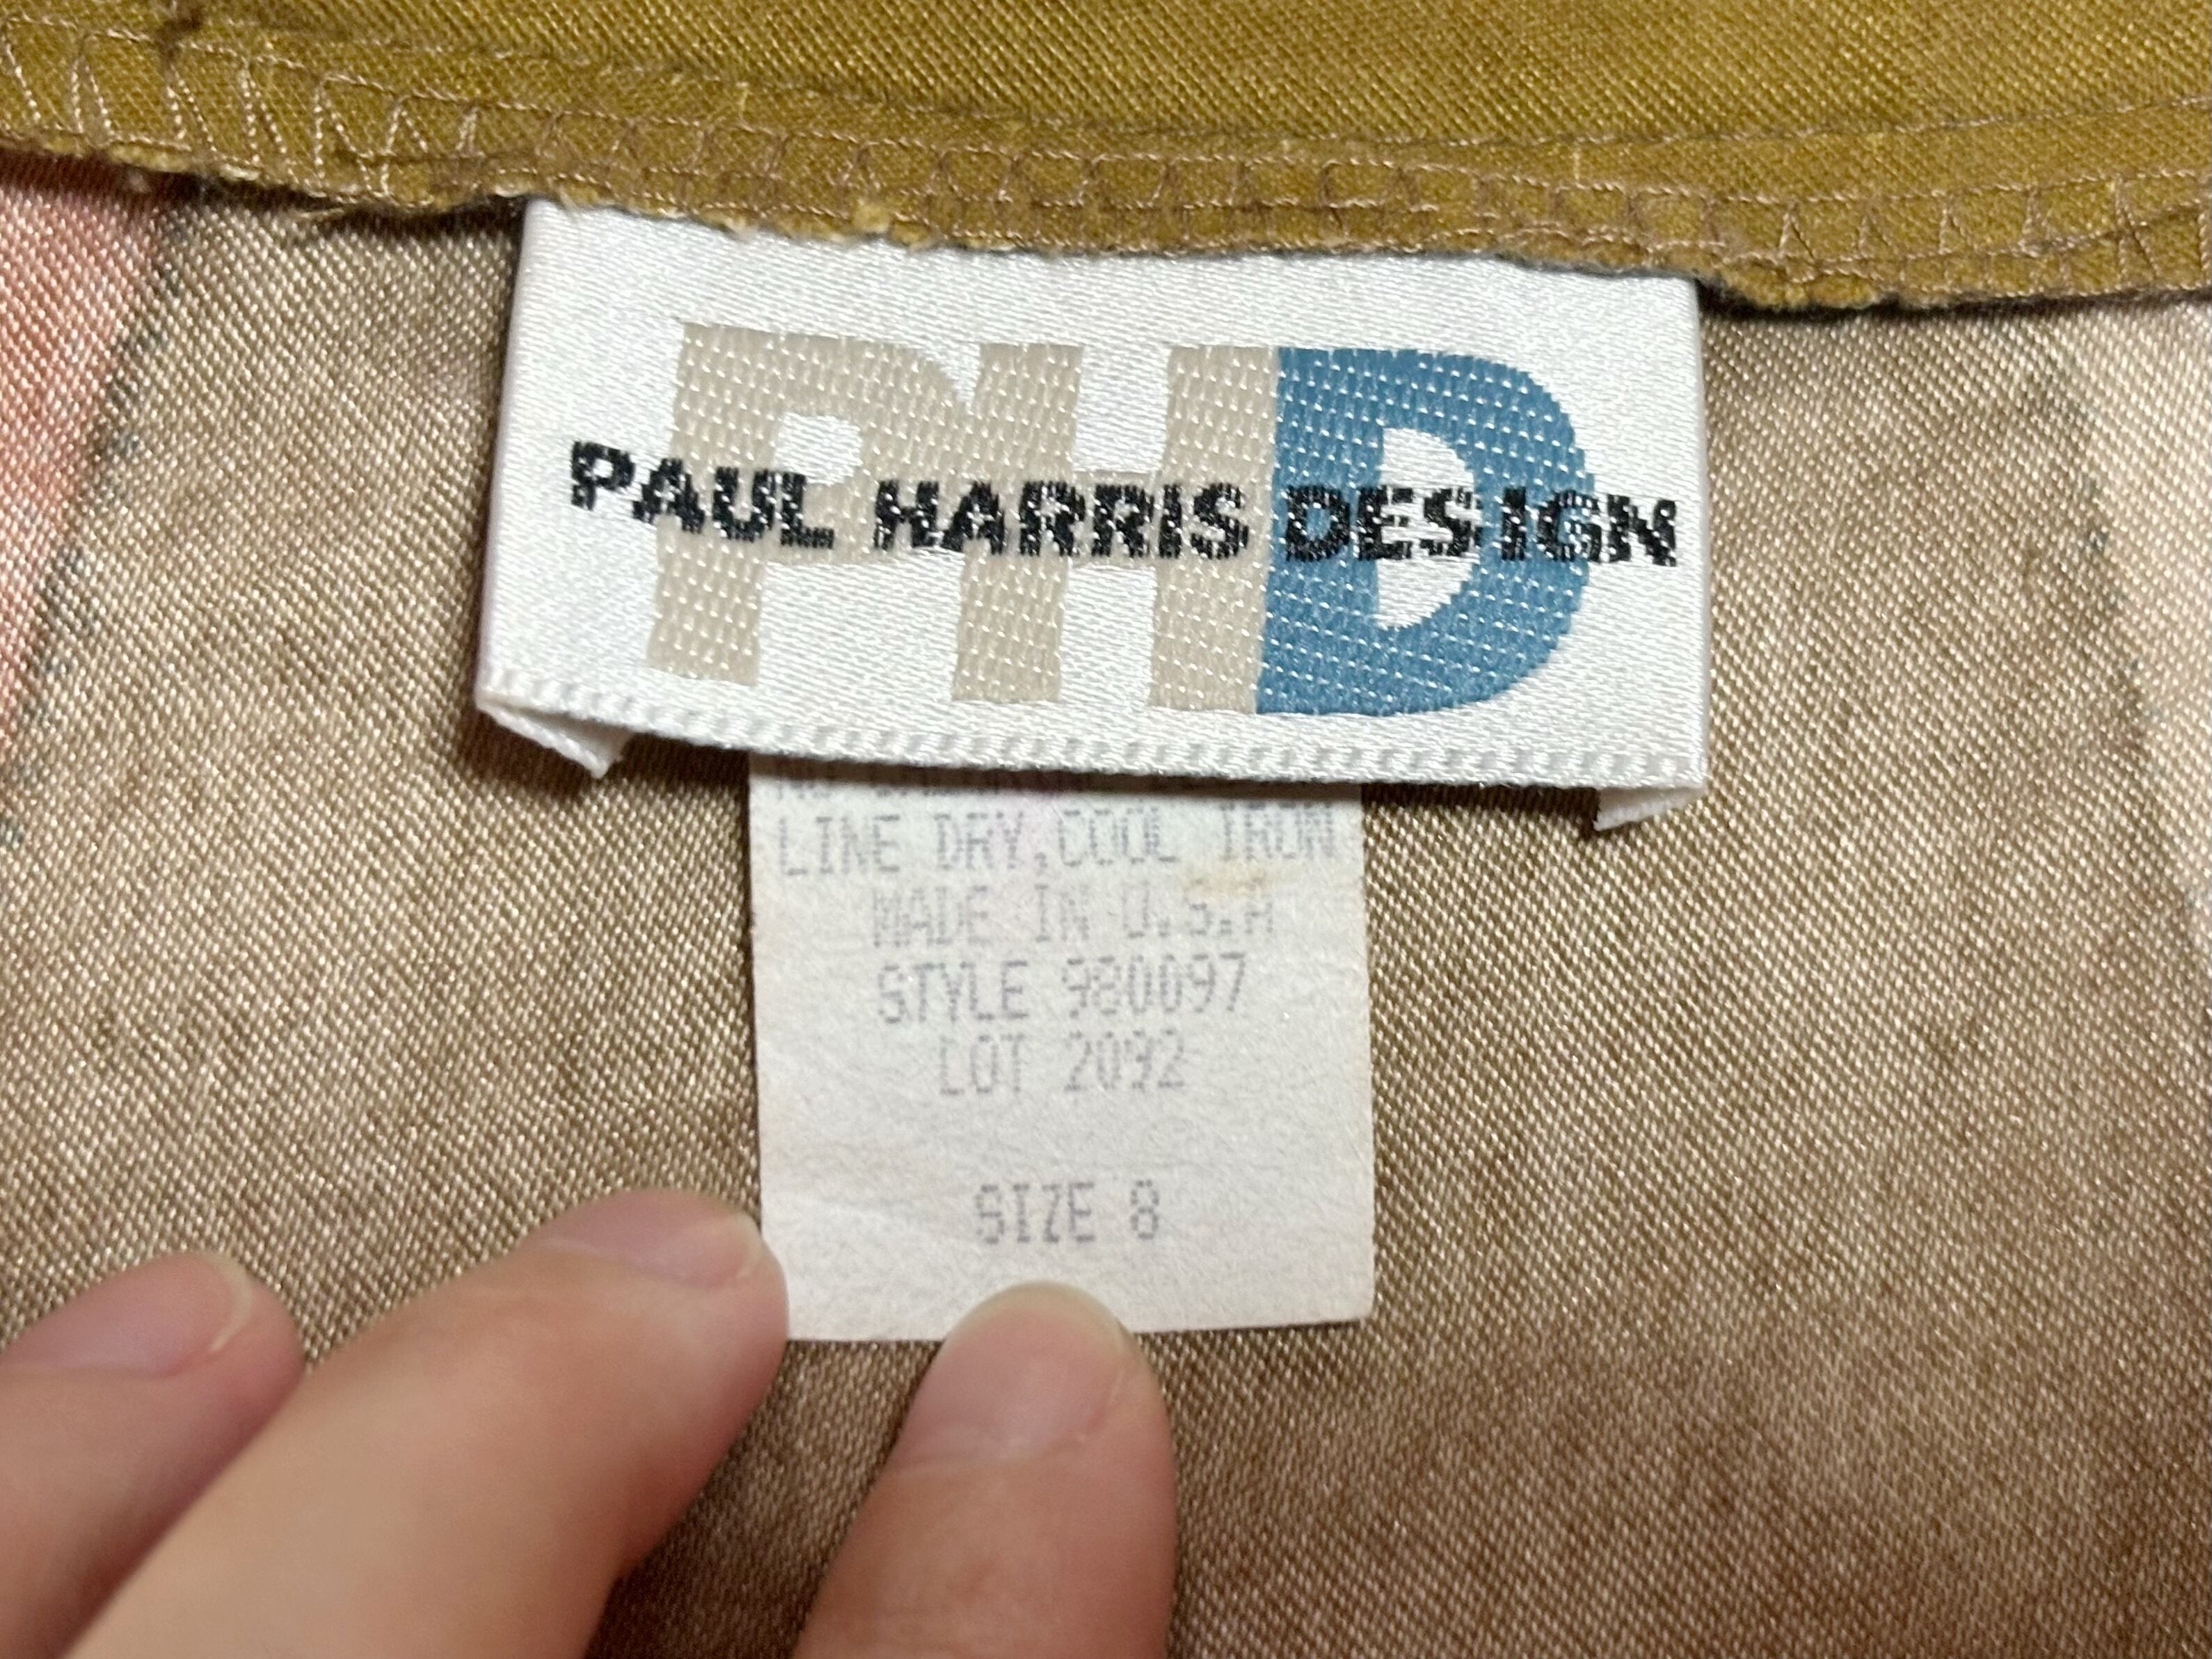 PHD
PAUL HARRIS DESIGN
LINE DRY,COOL IRON
MADE IN U.S.A
STYLE 980097
LOT 2092
SIZE 8